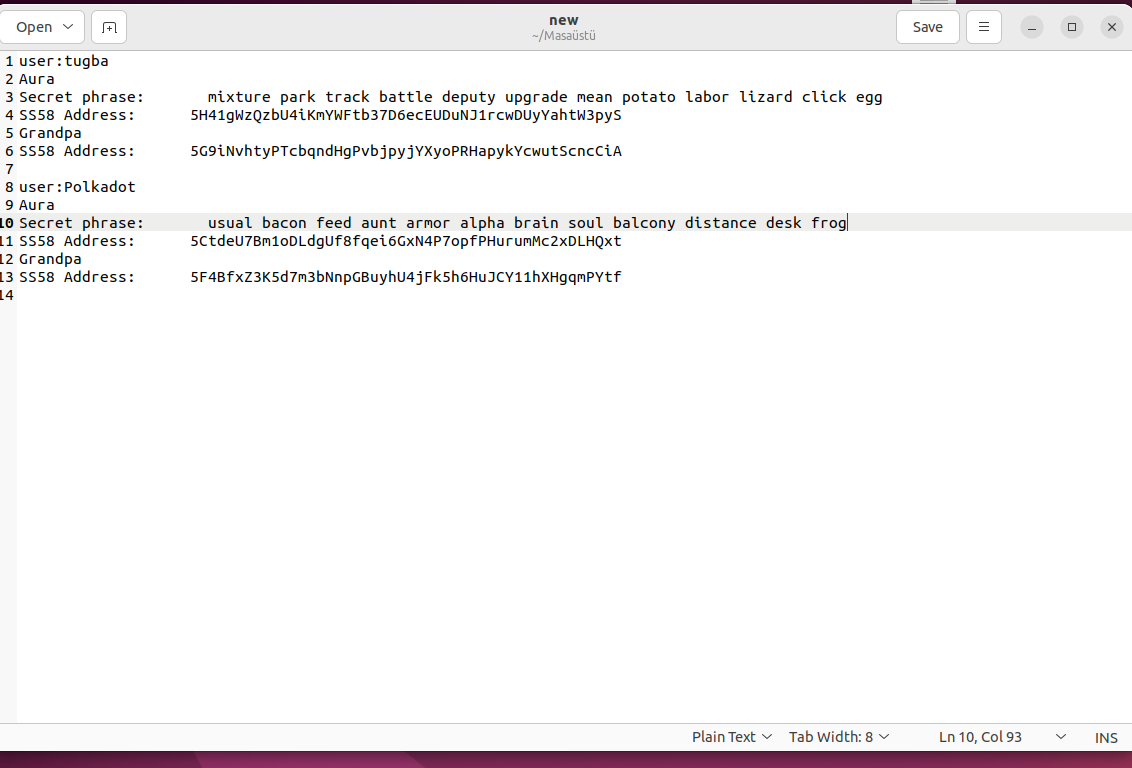 Open
new
~/Masaüstü
Save
1 user:tugba
2 Aura
3 Secret phrase: mixture park track battle deputy upgrade mean potato labor lizard click egg
4 SS58 Address: 5H41gWzQzbU4iKmYWFtb37D6ecEUDuNJ1rcwDUyYahtW3pyS
5 Grandpa
6 SS58 Address: 5G9iNvhtyPTcbqndHgPvbjpyjYXyoPRHapykYcwutScncCiA
7
8 user:Polkadot
9 Aura
10 Secret phrase: usual bacon feed aunt armor alpha brain soul balcony distance desk frog
11 SS58 Address: 5CtdeU7Bm1oDLdgUf8fqei6GxN4P7opfPHurumMc2xDLHQxt
12 Grandpa
13 SS58 Address: 5F4BfxZ3K5d7m3bNnpGBuyhU4jFk5h6HuJCY11hXHgqmPYtf
14
Plain Text Tab Width: 8 Ln 10, Col 93 INS